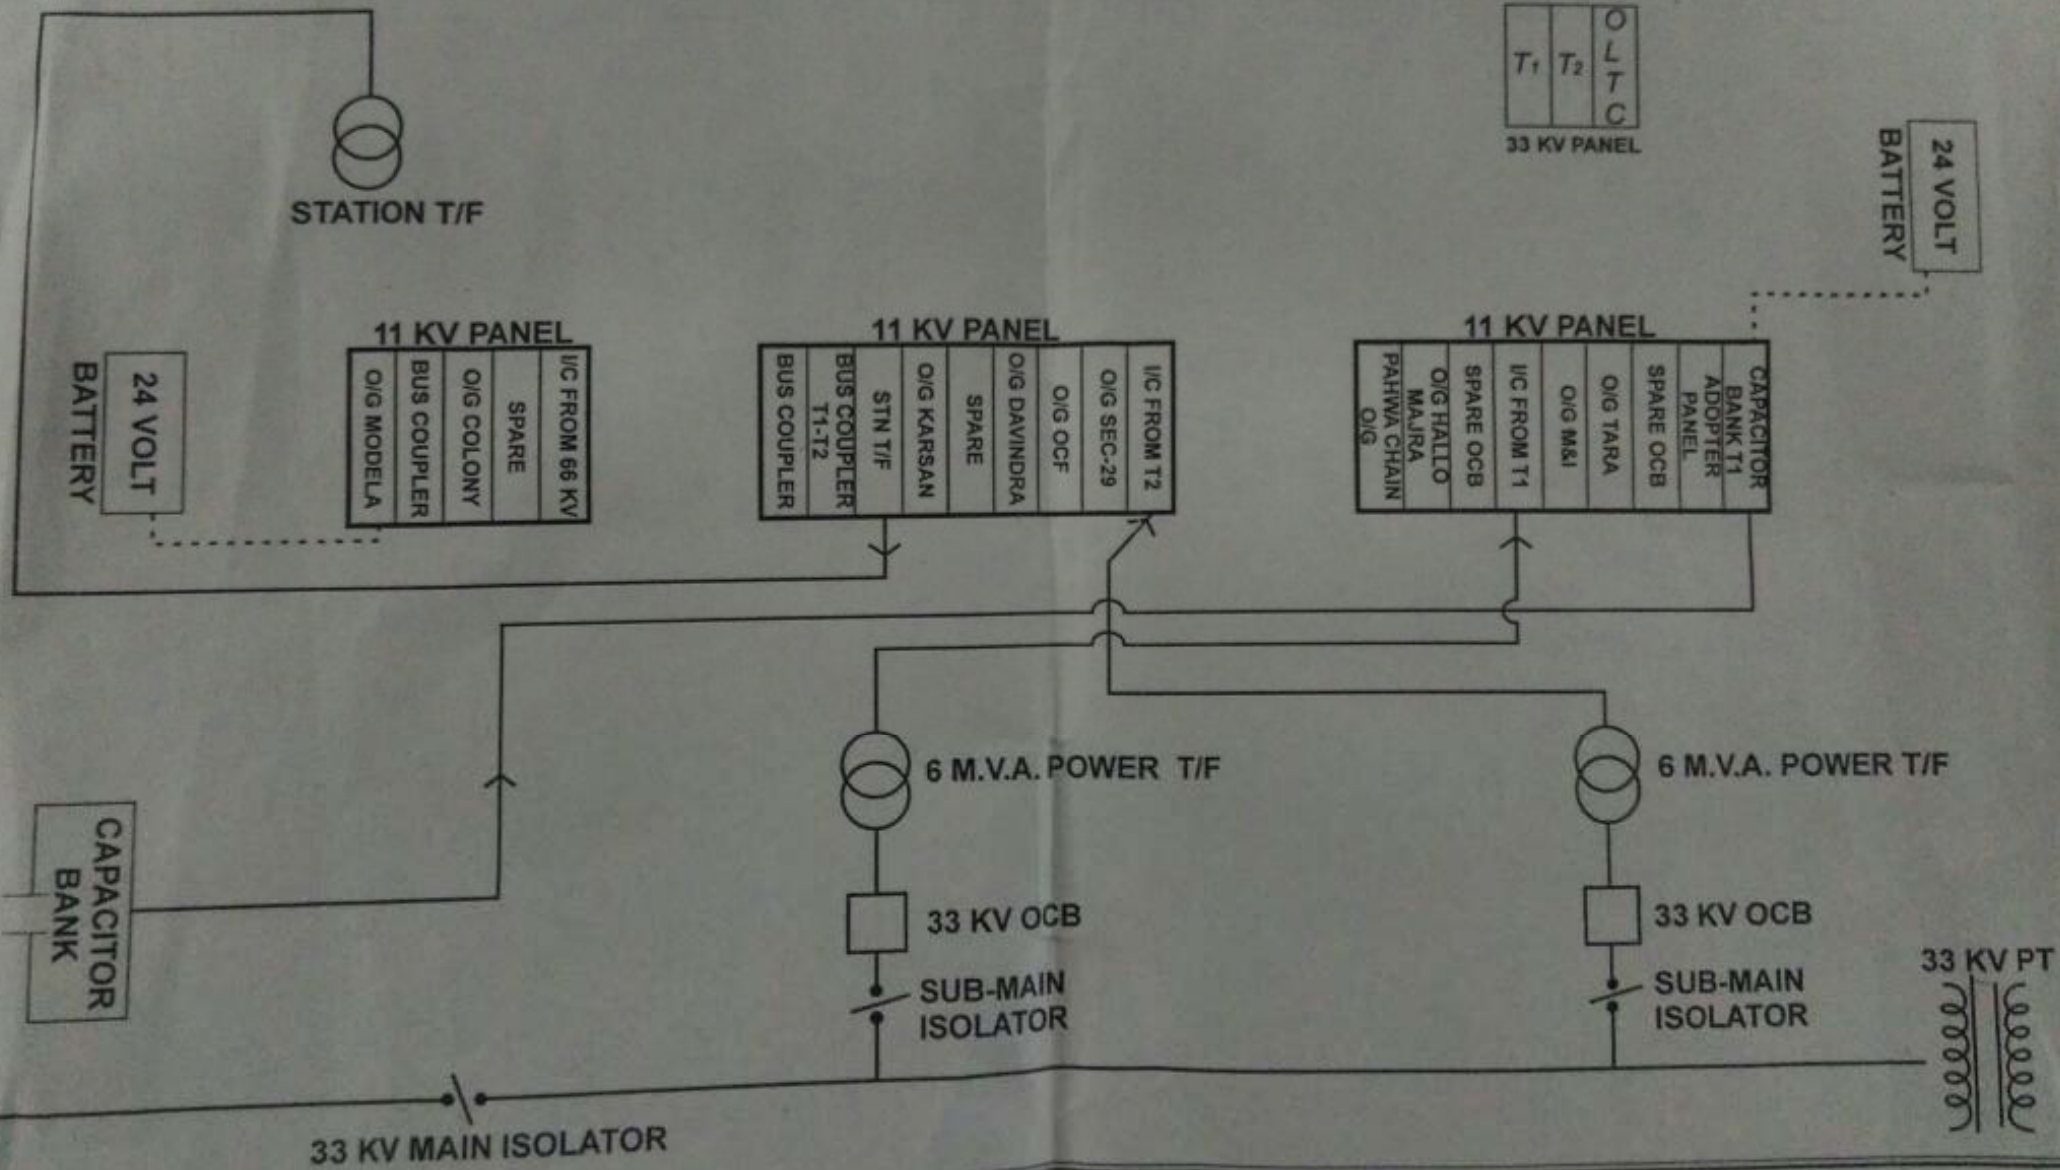 O
L
T
C
T1
T2
33 KV PANEL
24 VOLT
BATTERY
STATION T/F
11 KV PANEL
I/C FROM 66 KV
SPARE
O/G COLONY
BUS COUPLER
O/G MODELA
24 VOLT
BATTERY
11 KV PANEL
I/C FROM T2
O/G SEC-29
O/G OCF
O/G DAVINDRA
SPARE
O/G KARSAN
STN T/F
BUS COUPLER
T1-T2
BUS COUPLER
11 KV PANEL
CAPACITOR
BANK T1
ADOPTER
PANEL
SPARE OCB
O/G TARA
O/G M&I
I/C FROM T1
SPARE OCB
O/G HALLO
MAJRA
PAHWA CHAIN
O/G
6 M.V.A. POWER T/F
6 M.V.A. POWER T/F
CAPACITOR
BANK
33 KV OCB
33 KV OCB
SUB-MAIN
ISOLATOR
SUB-MAIN
ISOLATOR
33 KV PT
33 KV MAIN ISOLATOR